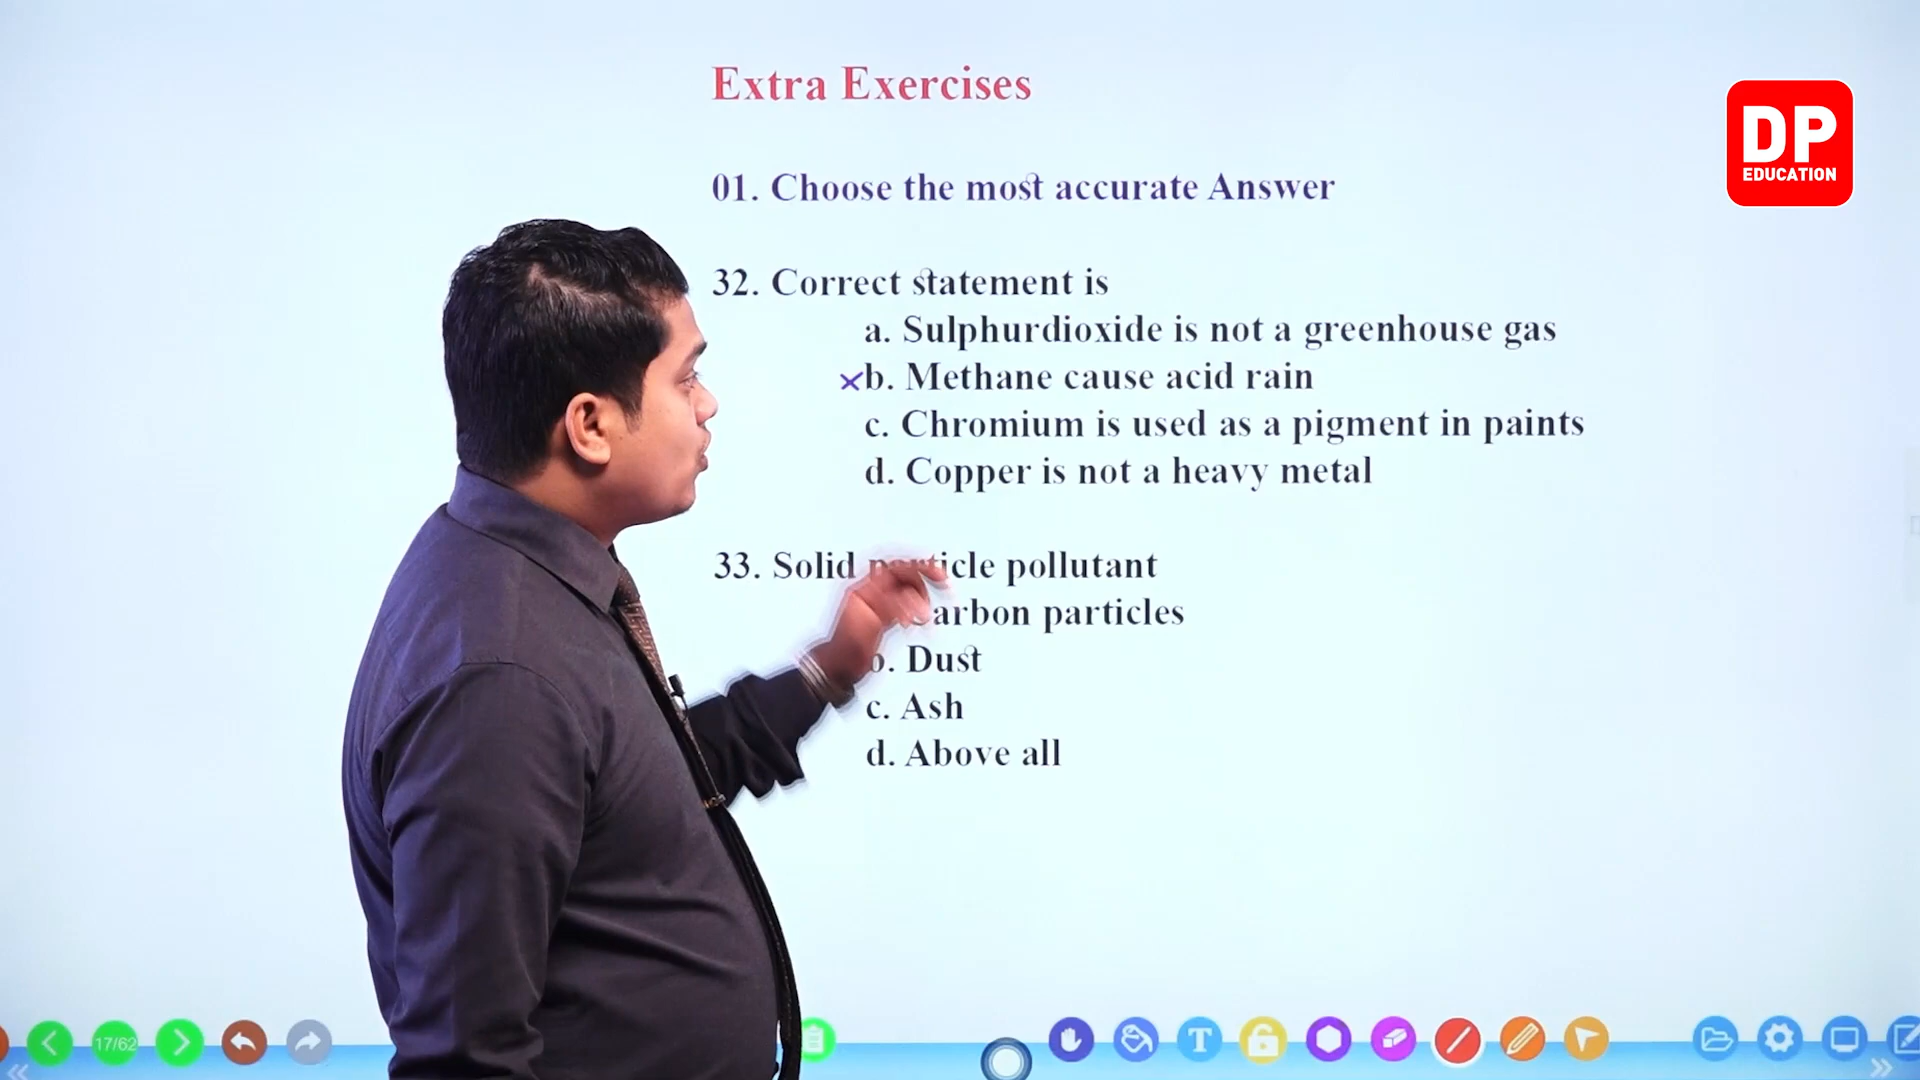 Extra Exercises
DP
EDUCATION
01. Choose the most accurate Answer
32. Correct statement is
a. Sulphurdioxide is not a greenhouse gas
×b. Methane cause acid rain
c. Chromium is used as a pigment in paints
d. Copper is not a heavy metal
33. Solid particle pollutant
Carbon particles
b. Dust
c. Ash
d. Above all
17/62
T